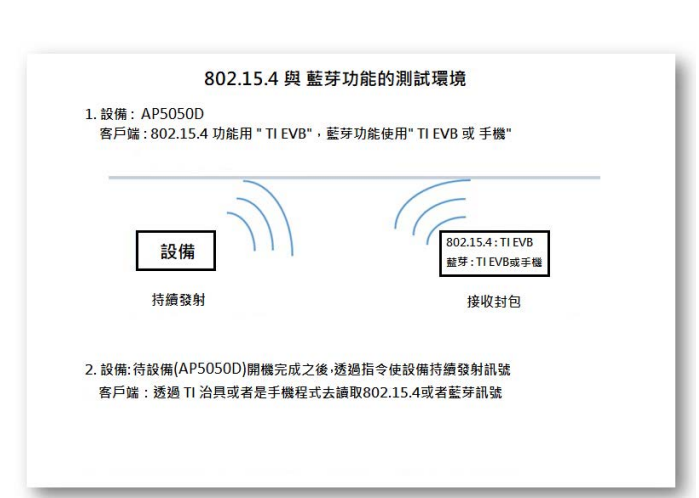 802.15.4 與 藍芽功能的測試環境
1. 設備 : AP5050D
客戶端 : 802.15.4 功能用 " TI EVB"，藍芽功能使用" TI EVB 或 手機"
設備
802.15.4 : TI EVB
藍芽 : TI EVB或手機
持續發射
接收封包
2. 設備:待設備(AP5050D)開機完成之後,透過指令使設備持續發射訊號
客戶端：透過 TI 治具或者是手機程式去讀取802.15.4或者藍芽訊號